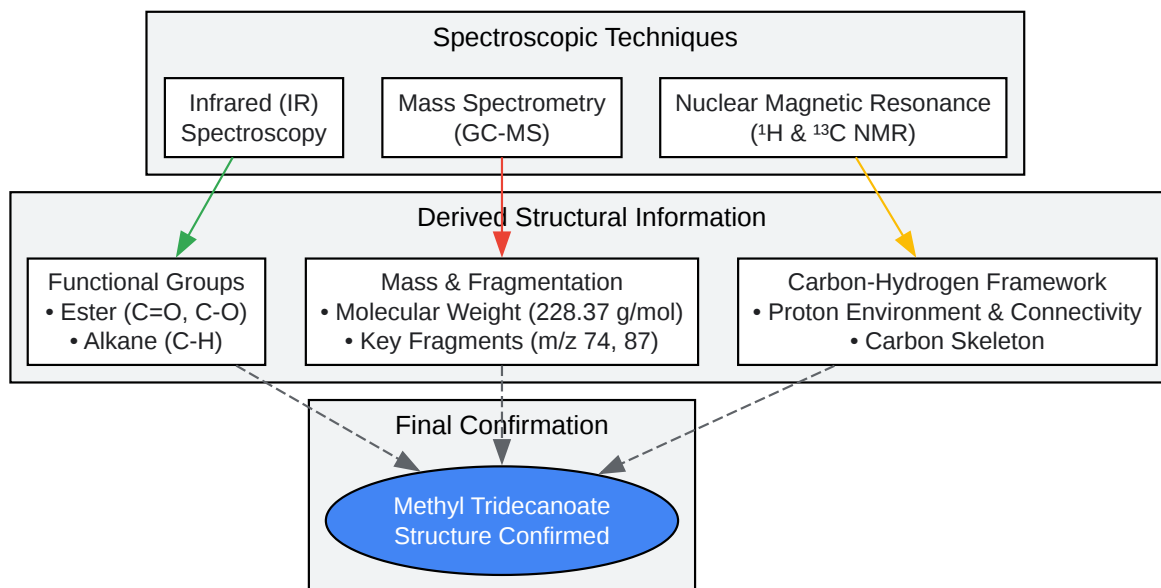 Spectroscopic Techniques
Infrared (IR)
Spectroscopy
Mass Spectrometry
(GC-MS)
Nuclear Magnetic Resonance
(¹H & ¹³C NMR)
Derived Structural Information
Functional Groups
• Ester (C=O, C-O)
• Alkane (C-H)
Mass & Fragmentation
• Molecular Weight (228.37 g/mol)
• Key Fragments (m/z 74, 87)
Carbon-Hydrogen Framework
• Proton Environment & Connectivity
• Carbon Skeleton
Final Confirmation
Methyl Tridecanoate
Structure Confirmed